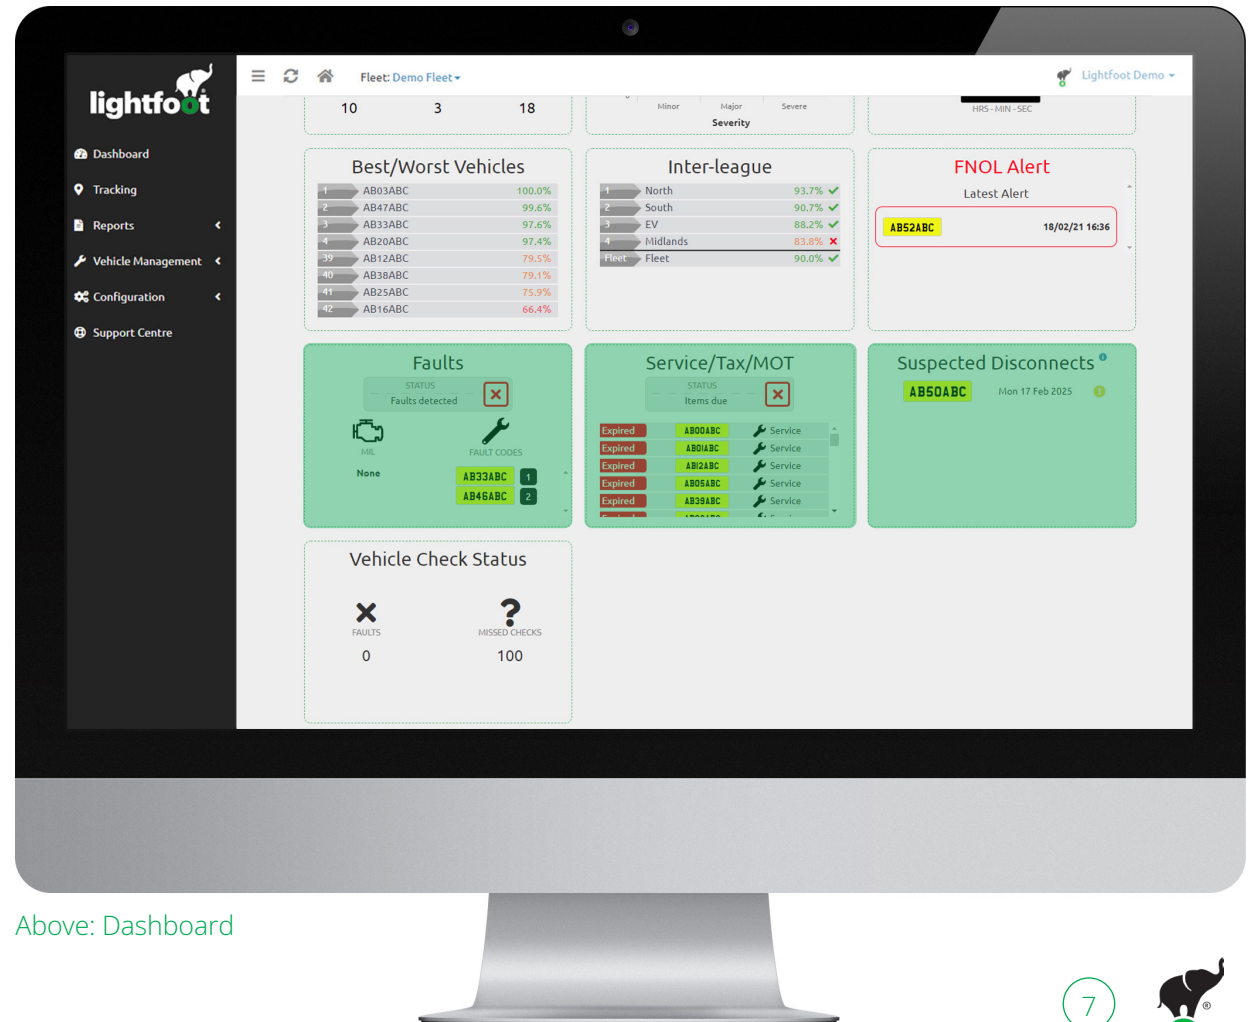 lightfoot
Fleet: Demo Fleet
Lightfoot Demo
Dashboard
Tracking
Reports
Vehicle Management
Configuration
Support Centre
10 3 18
Minor Major Severe
Severity
HRS - MIN - SEC
Best/Worst Vehicles
1 AB03ABC 100.0%
2 AB47ABC 99.6%
3 AB33ABC 97.6%
4 AB20ABC 97.4%
39 AB12ABC 79.5%
40 AB38ABC 79.1%
41 AB25ABC 75.9%
42 AB16ABC 66.4%
Inter-league
1 North 93.7%
2 South 90.7%
3 EV 88.2%
4 Midlands 83.8%
Fleet Fleet 90.0%
FNOL Alert
Latest Alert
AB52ABC 18/02/21 16:36
Faults
STATUS
Faults detected
MIL FAULT CODES
None
AB33ABC 1
AB46ABC 2
Service/Tax/MOT
STATUS
Items due
Expired AB00ABC Service
Expired AB01ABC Service
Expired AB12ABC Service
Expired AB05ABC Service
Expired AB39ABC Service
Suspected Disconnects
AB50ABC Mon 17 Feb 2025
Vehicle Check Status
FAULTS MISSED CHECKS
0 100
Above: Dashboard
7
®